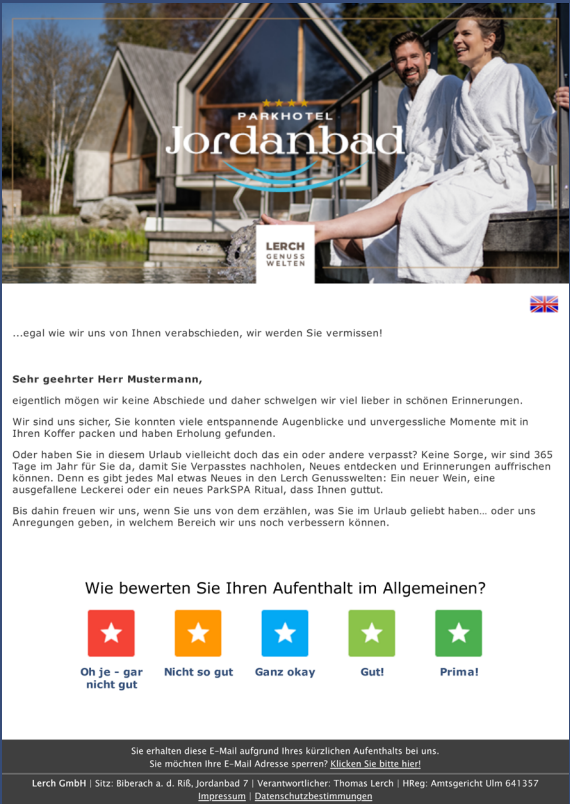 PARKHOTEL
Jordanbad
LERCH
GENUSS
WELTEN
...egal wie wir uns von Ihnen verabschieden, wir werden Sie vermissen!
Sehr geehrter Herr Mustermann,
eigentlich mögen wir keine Abschiede und daher schwelgen wir viel lieber in schönen Erinnerungen.
Wir sind uns sicher, Sie konnten viele entspannende Augenblicke und unvergessliche Momente mit in
Ihren Koffer packen und haben Erholung gefunden.
Oder haben Sie in diesem Urlaub vielleicht doch das ein oder andere verpasst? Keine Sorge, wir sind 365
Tage im Jahr für Sie da, damit Sie Verpasstes nachholen, Neues entdecken und Erinnerungen auffrischen
können. Denn es gibt jedes Mal etwas Neues in den Lerch Genusswelten: Ein neuer Wein, eine
ausgefallene Leckerei oder ein neues ParkSPA Ritual, dass Ihnen guttut.
Bis dahin freuen wir uns, wenn Sie uns von dem erzählen, was Sie im Urlaub geliebt haben… oder uns
Anregungen geben, in welchem Bereich wir uns noch verbessern können.
Wie bewerten Sie Ihren Aufenthalt im Allgemeinen?
Oh je - gar
nicht gut
Nicht so gut
Ganz okay
Gut!
Prima!
Sie erhalten diese E-Mail aufgrund Ihres kürzlichen Aufenthalts bei uns.
Sie möchten Ihre E-Mail Adresse sperren? Klicken Sie bitte hier!
Lerch GmbH | Sitz: Biberach a. d. Riß, Jordanbad 7 | Verantwortlicher: Thomas Lerch | HReg: Amtsgericht Ulm 641357
Impressum | Datenschutzbestimmungen